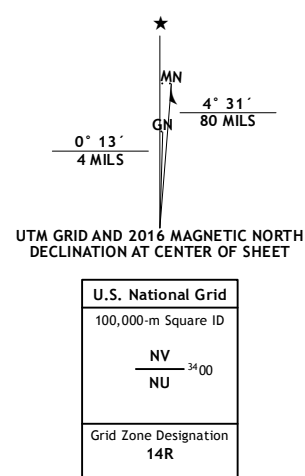 ★
MN
GN
4° 31´
80 MILS
0° 13´
4 MILS
UTM GRID AND 2016 MAGNETIC NORTH
DECLINATION AT CENTER OF SHEET
U.S. National Grid
100,000-m Square ID
NV
3400
NU
Grid Zone Designation
14R